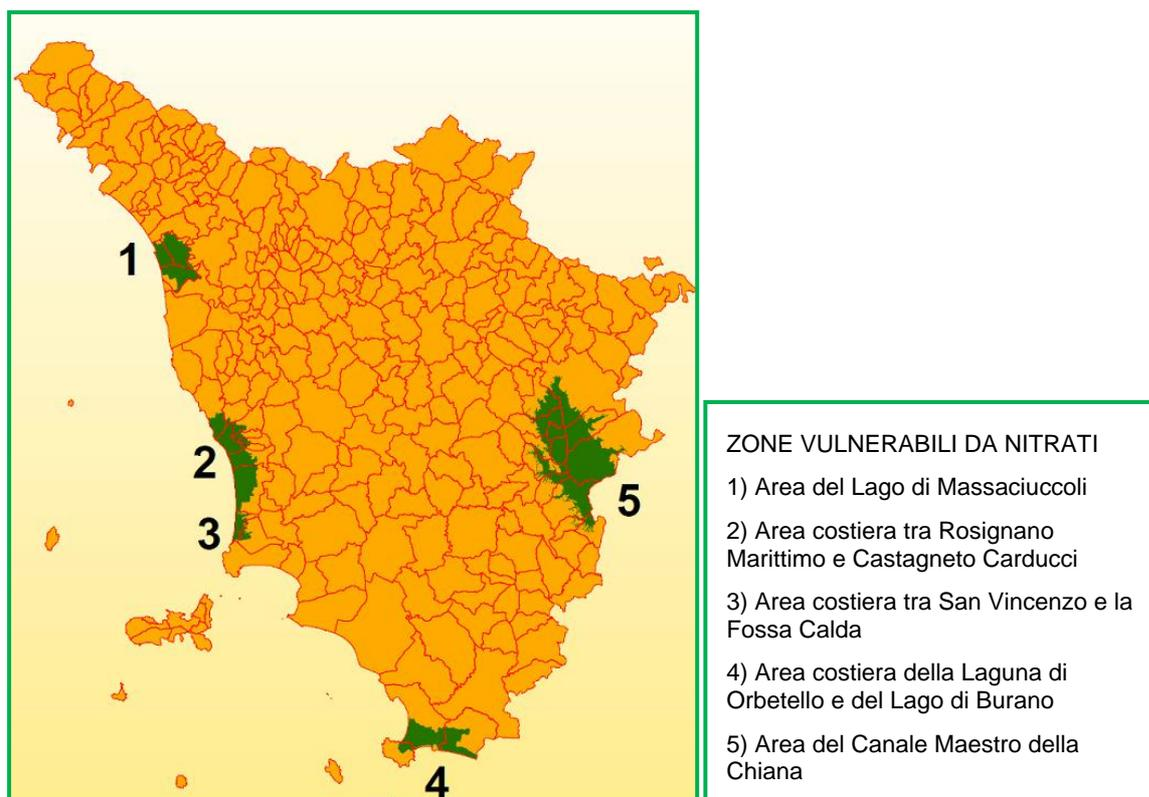 1
2
3
4
5
ZONE VULNERABILI DA NITRATI
1) Area del Lago di Massaciuccoli
2) Area costiera tra Rosignano
Marittimo e Castagneto Carducci
3) Area costiera tra San Vincenzo e la
Fossa Calda
4) Area costiera della Laguna di
Orbetello e del Lago di Burano
5) Area del Canale Maestro della
Chiana